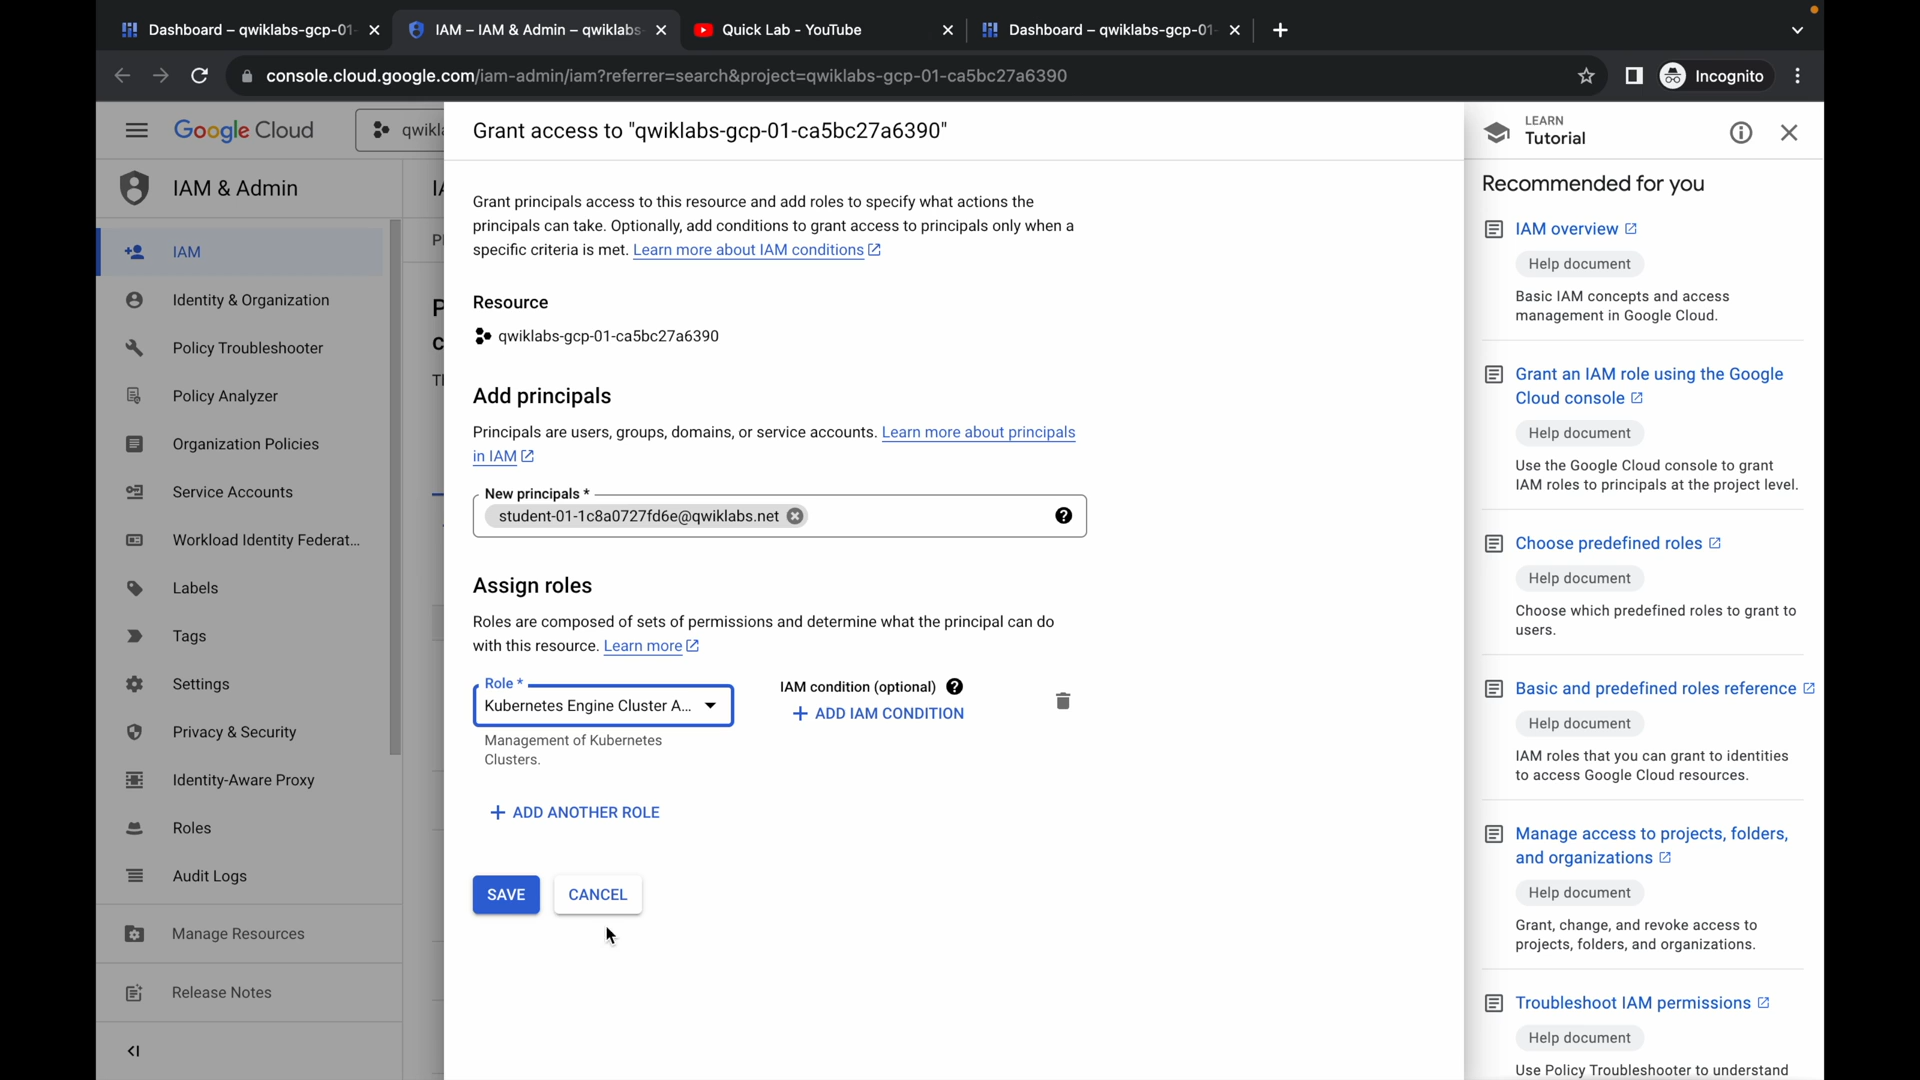 Dashboard – qwiklabs-gcp-01-
IAM – IAM & Admin – qwiklabs
Quick Lab - YouTube
Dashboard – qwiklabs-gcp-01-
console.cloud.google.com/iam-admin/iam?referrer=search&project=qwiklabs-gcp-01-ca5bc27a6390
Incognito
Google Cloud
qwikla
IAM & Admin
IAM
Identity & Organization
Policy Troubleshooter
Policy Analyzer
Organization Policies
Service Accounts
Workload Identity Federat...
Labels
Tags
Settings
Privacy & Security
Identity-Aware Proxy
Roles
Audit Logs
Manage Resources
Release Notes
Grant access to "qwiklabs-gcp-01-ca5bc27a6390"
Grant principals access to this resource and add roles to specify what actions the
principals can take. Optionally, add conditions to grant access to principals only when a
specific criteria is met. Learn more about IAM conditions
Resource
qwiklabs-gcp-01-ca5bc27a6390
Add principals
Principals are users, groups, domains, or service accounts. Learn more about principals
in IAM
New principals *
student-01-1c8a0727fd6e@qwiklabs.net
Assign roles
Roles are composed of sets of permissions and determine what the principal can do
with this resource. Learn more
Role *
Kubernetes Engine Cluster A...
Management of Kubernetes
Clusters.
IAM condition (optional)
+ ADD IAM CONDITION
+ ADD ANOTHER ROLE
SAVE
CANCEL
LEARN
Tutorial
Recommended for you
IAM overview
Help document
Basic IAM concepts and access
management in Google Cloud.
Grant an IAM role using the Google
Cloud console
Help document
Use the Google Cloud console to grant
IAM roles to principals at the project level.
Choose predefined roles
Help document
Choose which predefined roles to grant to
users.
Basic and predefined roles reference
Help document
IAM roles that you can grant to identities
to access Google Cloud resources.
Manage access to projects, folders,
and organizations
Help document
Grant, change, and revoke access to
projects, folders, and organizations.
Troubleshoot IAM permissions
Help document
Use Policy Troubleshooter to understand